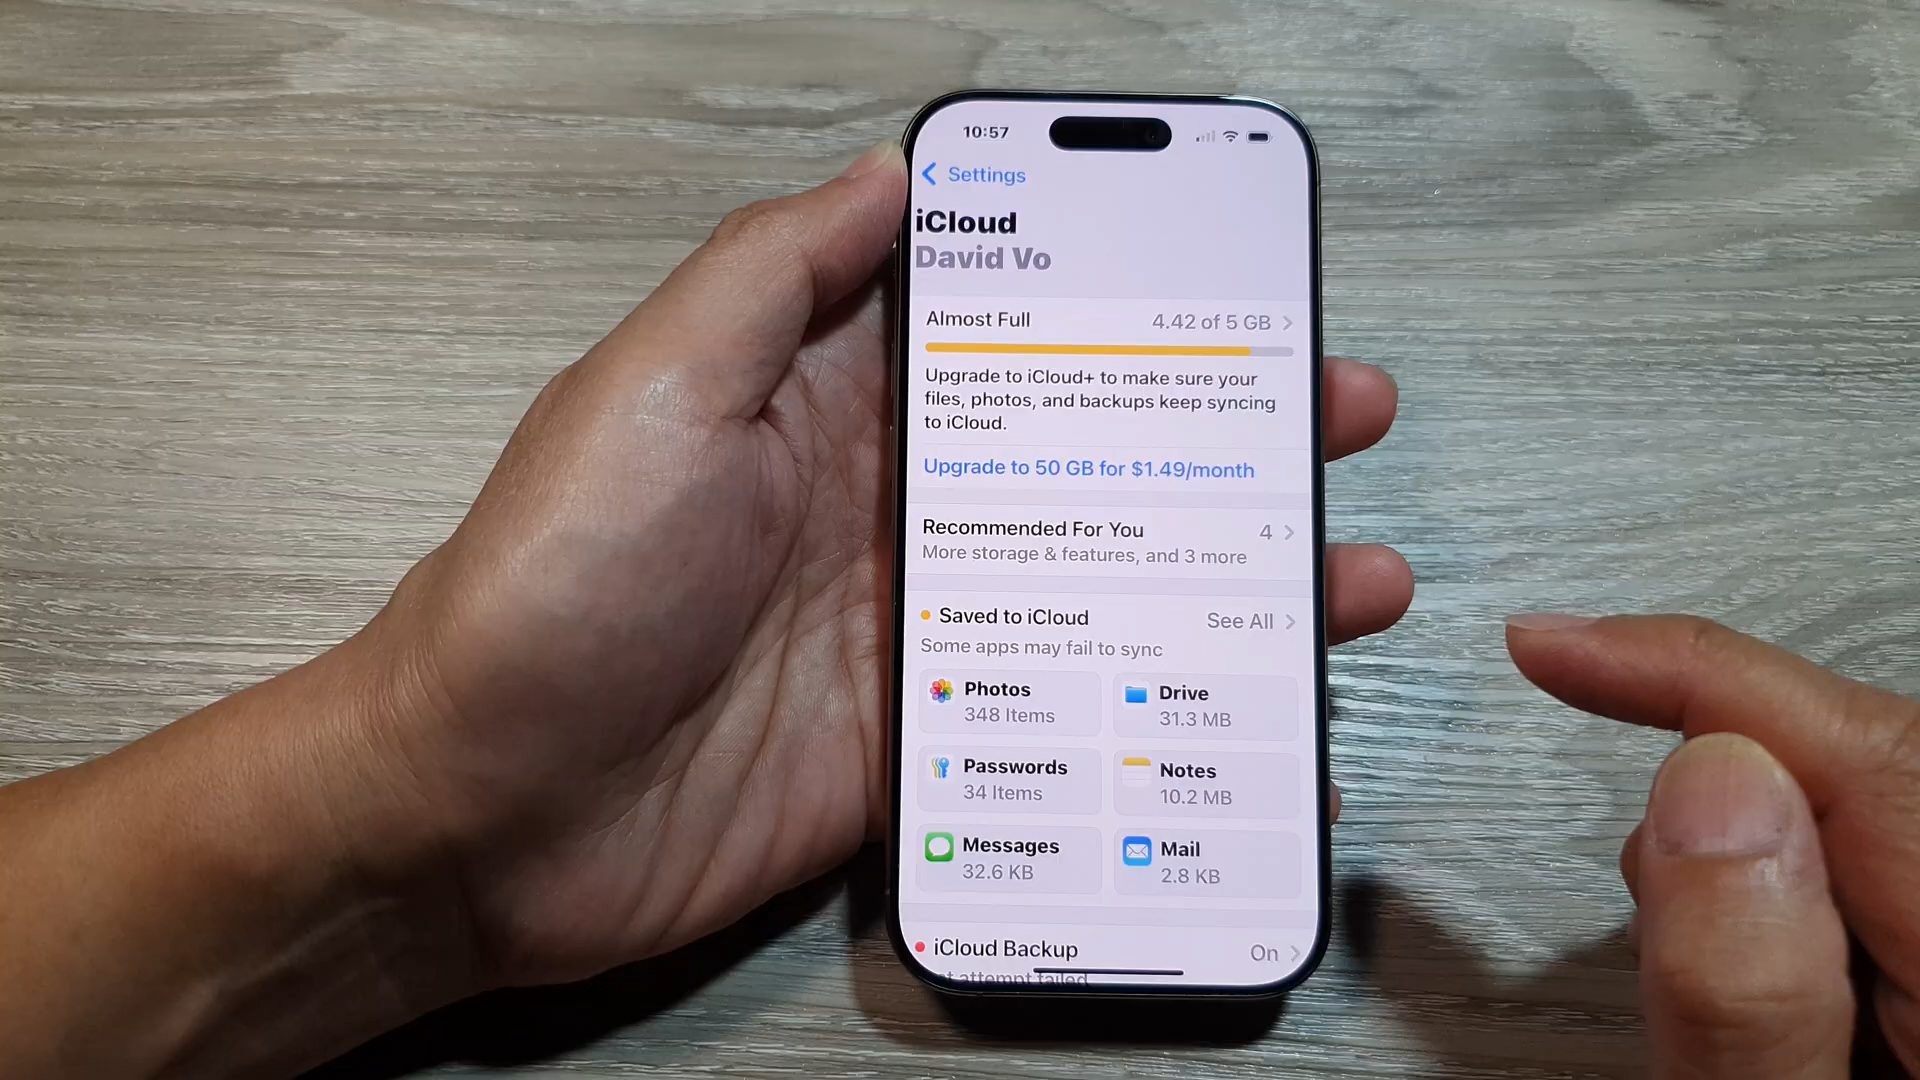 10:57
Settings
iCloud
David Vo
Almost Full
4.42 of 5 GB
Upgrade to iCloud+ to make sure your
files, photos, and backups keep syncing
to iCloud.
Upgrade to 50 GB for $1.49/month
Recommended For You
4
More storage & features, and 3 more
Saved to iCloud
See All
Some apps may fail to sync
Photos
348 Items
Drive
31.3 MB
Passwords
34 Items
Notes
10.2 MB
Messages
32.6 KB
Mail
2.8 KB
iCloud Backup
On
attempt failed